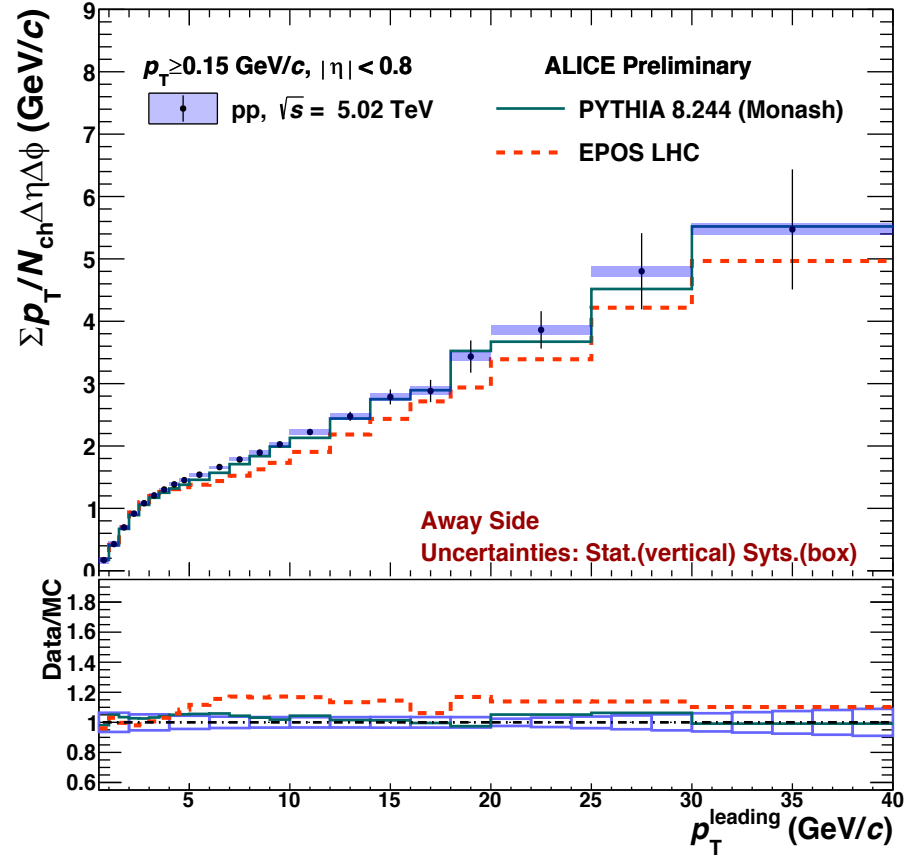 Σp_T/N_ch ΔηΔφ (GeV/c)
9
8
7
6
5
4
3
2
1
0
p_T≥0.15 GeV/c, |η| < 0.8
pp, √s = 5.02 TeV
ALICE Preliminary
PYTHIA 8.244 (Monash)
EPOS LHC
Away Side
Uncertainties: Stat.(vertical) Syts.(box)
Data/MC
1.8
1.6
1.4
1.2
1
0.8
0.6
5 10 15 20 25 30 35 40
p_T^leading (GeV/c)